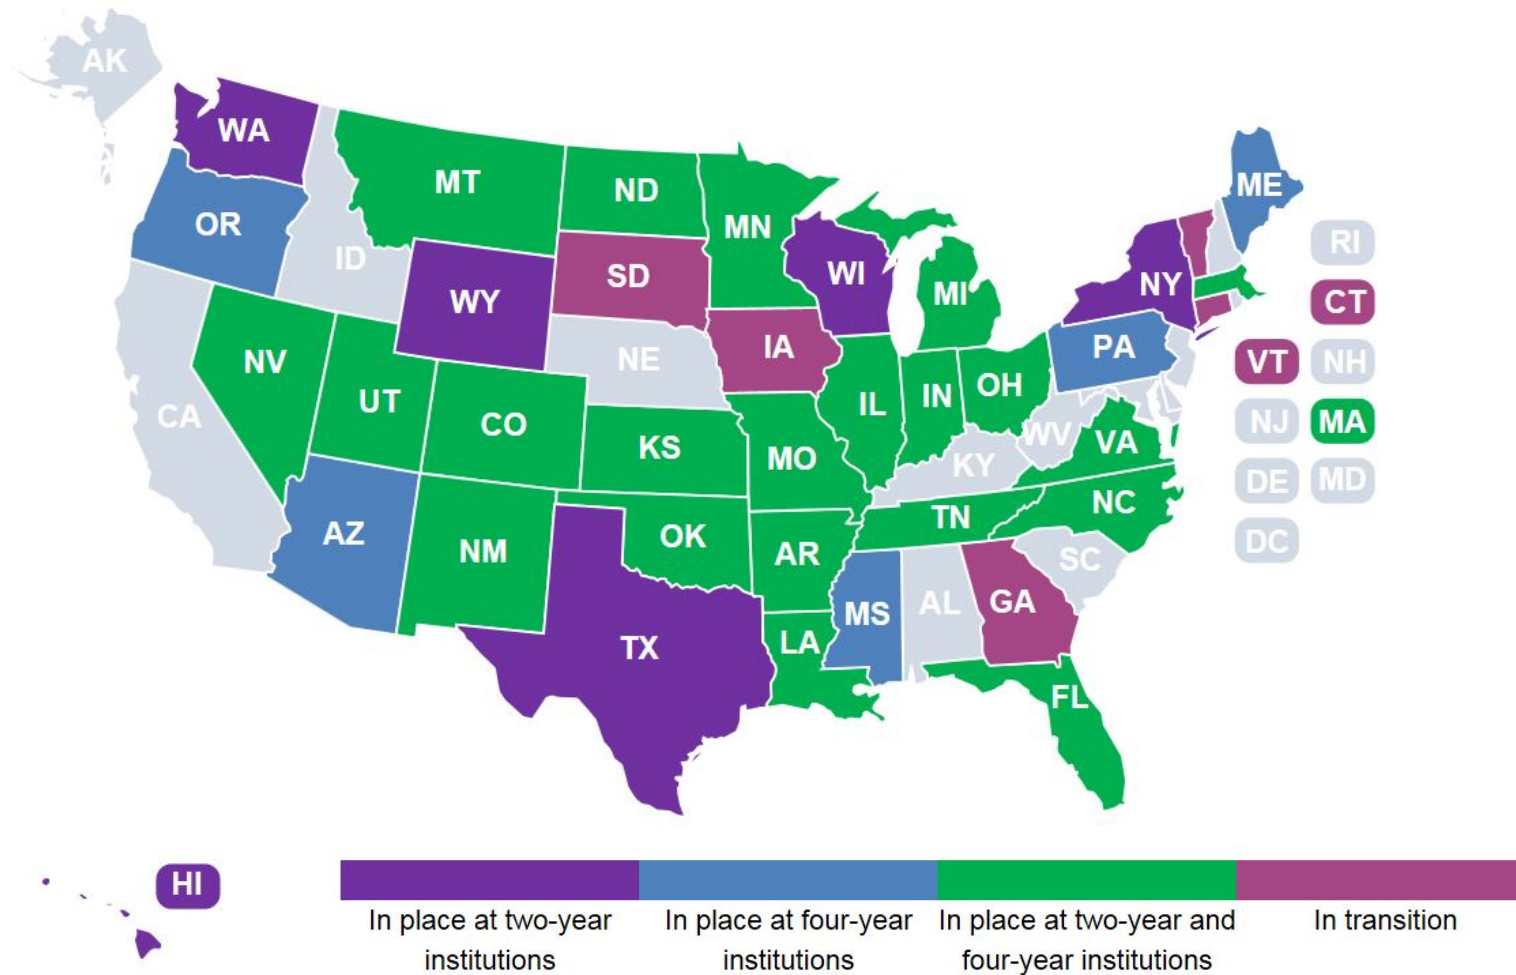 AK
WA
MT
ND
MN
ME
OR
ID
SD
WI
MI
NY
RI
WY
CT
NV
NE
IA
PA
VT
NH
UT
CO
IL
IN
OH
CA
KS
MO
WV
VA
NJ
MA
KY
AZ
NM
OK
AR
TN
NC
DE
MD
SC
DC
TX
LA
MS
AL
GA
FL
HI
In place at two-year
institutions
In place at four-year
institutions
In place at two-year and
four-year institutions
In transition